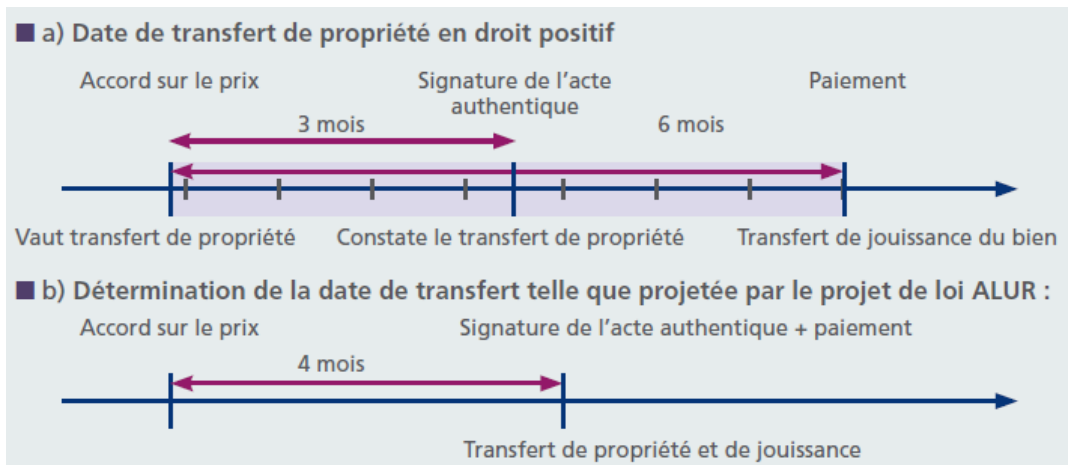 ■ a) Date de transfert de propriété en droit positif
Accord sur le prix
Signature de l'acte
authentique
Paiement
3 mois
6 mois
Vaut transfert de propriété
Constate le transfert de propriété
Transfert de jouissance du bien
■ b) Détermination de la date de transfert telle que projetée par le projet de loi ALUR :
Accord sur le prix
Signature de l'acte authentique + paiement
4 mois
Transfert de propriété et de jouissance